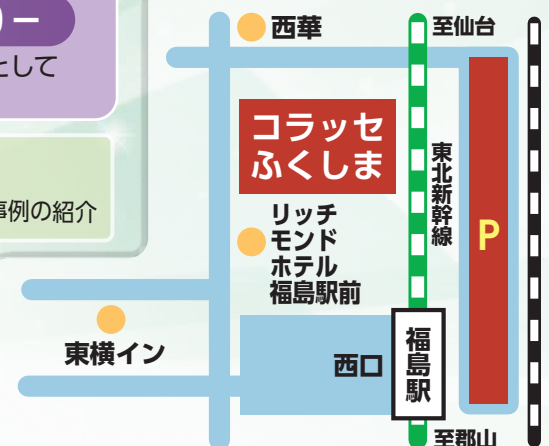 ー
として
事例の紹介
西華
至仙台
コラッセ
ふくしま
東北新幹線
P
リッチ
モンド
ホテル
福島駅前
東横イン
西口
福島駅
至郡山